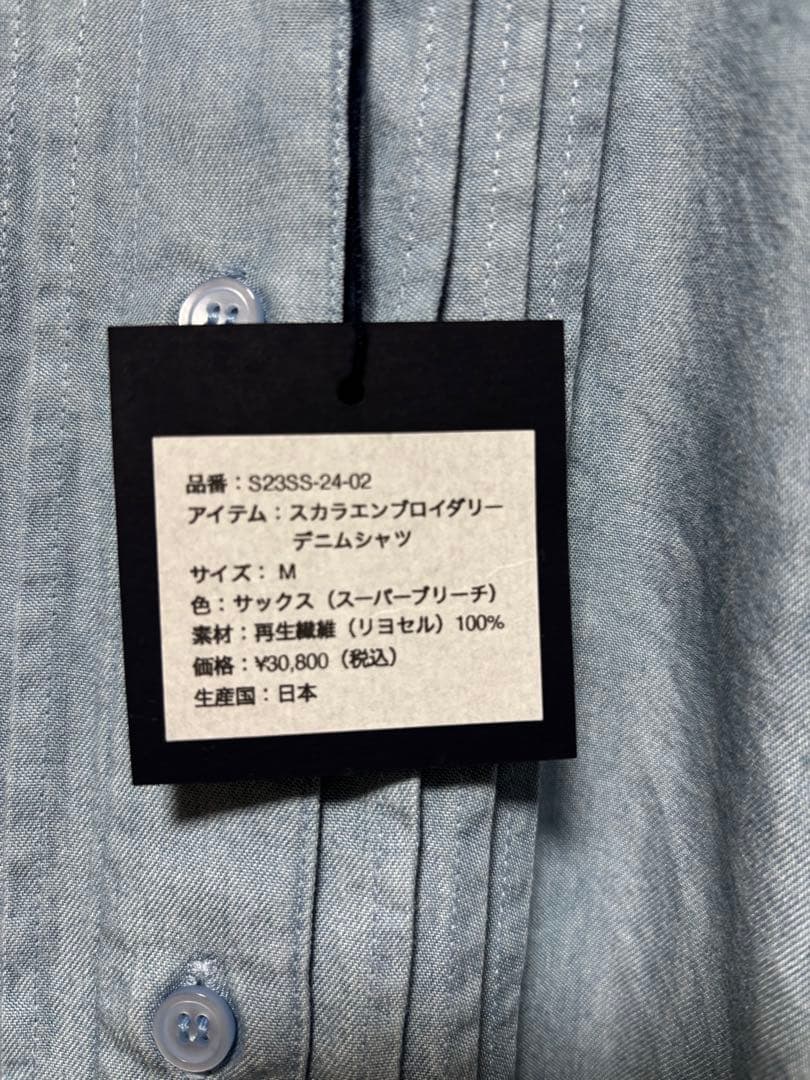 品番：S23SS-24-02
アイテム：スカラエンブロイダリー
デニムシャツ
サイズ： M
色：サックス（スーパーブリーチ）
素材：再生繊維（リヨセル）100%
価格：¥30,800（税込）
生産国：日本